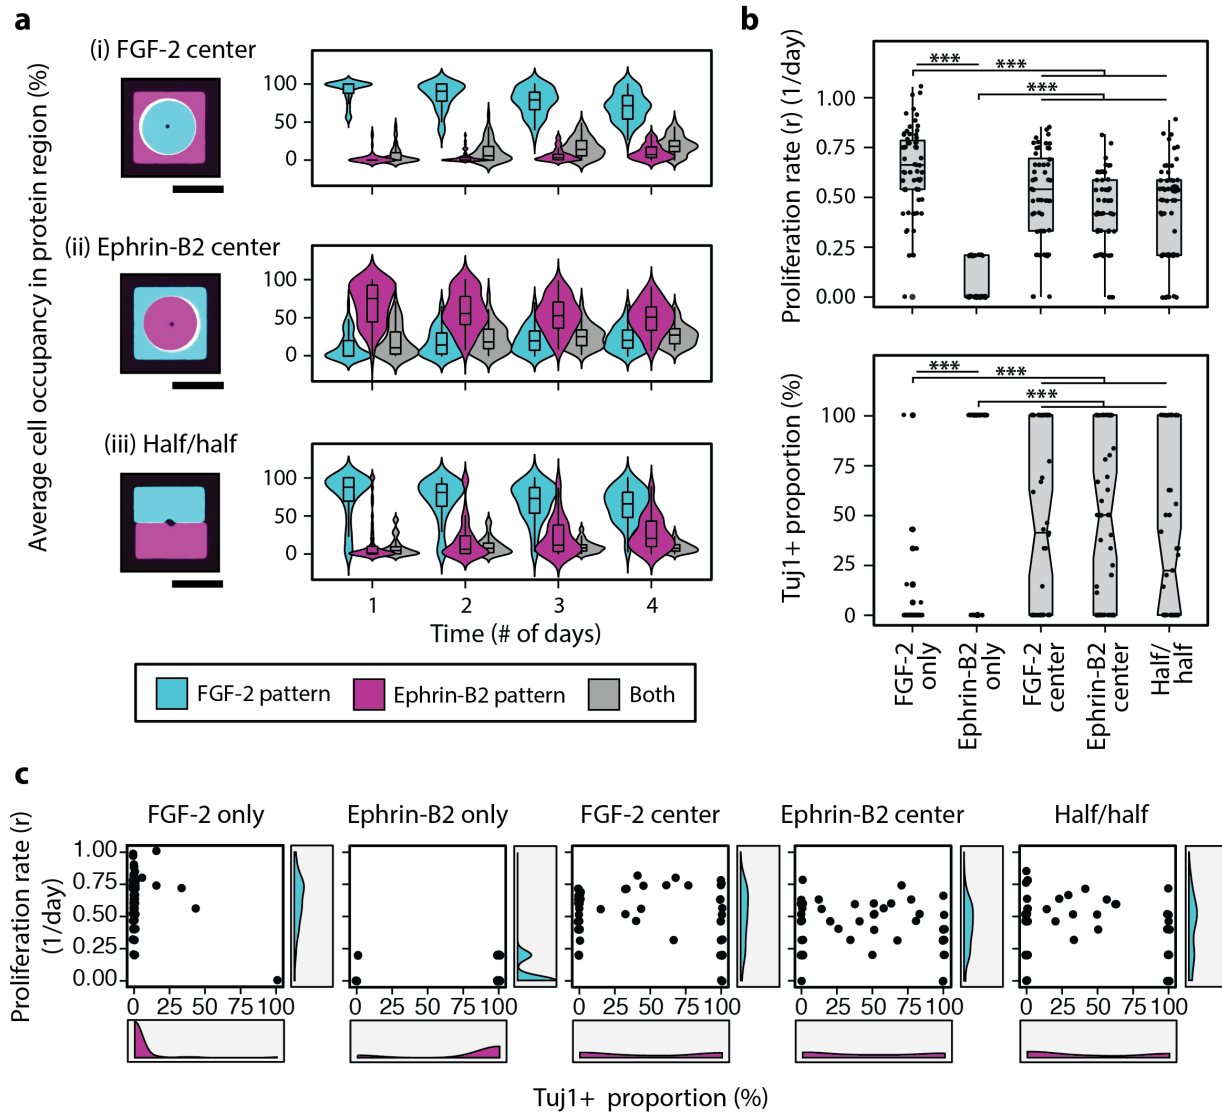 a
Average cell occupancy in protein region (%)
(i) FGF-2 center
100
50
0
(ii) Ephrin-B2 center
100
50
0
(iii) Half/half
100
50
0
1 2 3 4
Time (# of days)
FGF-2 pattern Ephrin-B2 pattern Both
b
Proliferation rate (r) (1/day)
***
***
***
1.00
0.75
0.50
0.25
0.00
Tuj1+ proportion (%)
***
***
***
100
75
50
25
0
FGF-2
only
Ephrin-B2
only
FGF-2
center
Ephrin-B2
center
Half/
half
c
FGF-2 only Ephrin-B2 only FGF-2 center Ephrin-B2 center Half/half
Proliferation rate (r)
(1/day)
1.00
0.75
0.50
0.25
0.00
0 25 50 75 100 0 25 50 75 100 0 25 50 75 100 0 25 50 75 100 0 25 50 75 100
Tuj1+ proportion (%)